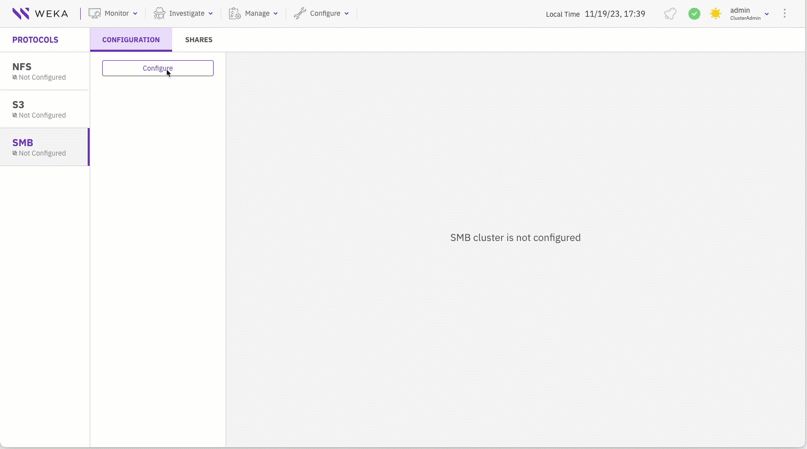 WEKA
Monitor
Investigate
Manage
Configure
Local Time 11/19/23, 17:39
admin
ClusterAdmin
PROTOCOLS
CONFIGURATION
SHARES
NFS
Not Configured
S3
Not Configured
SMB
Not Configured
Configure
SMB cluster is not configured